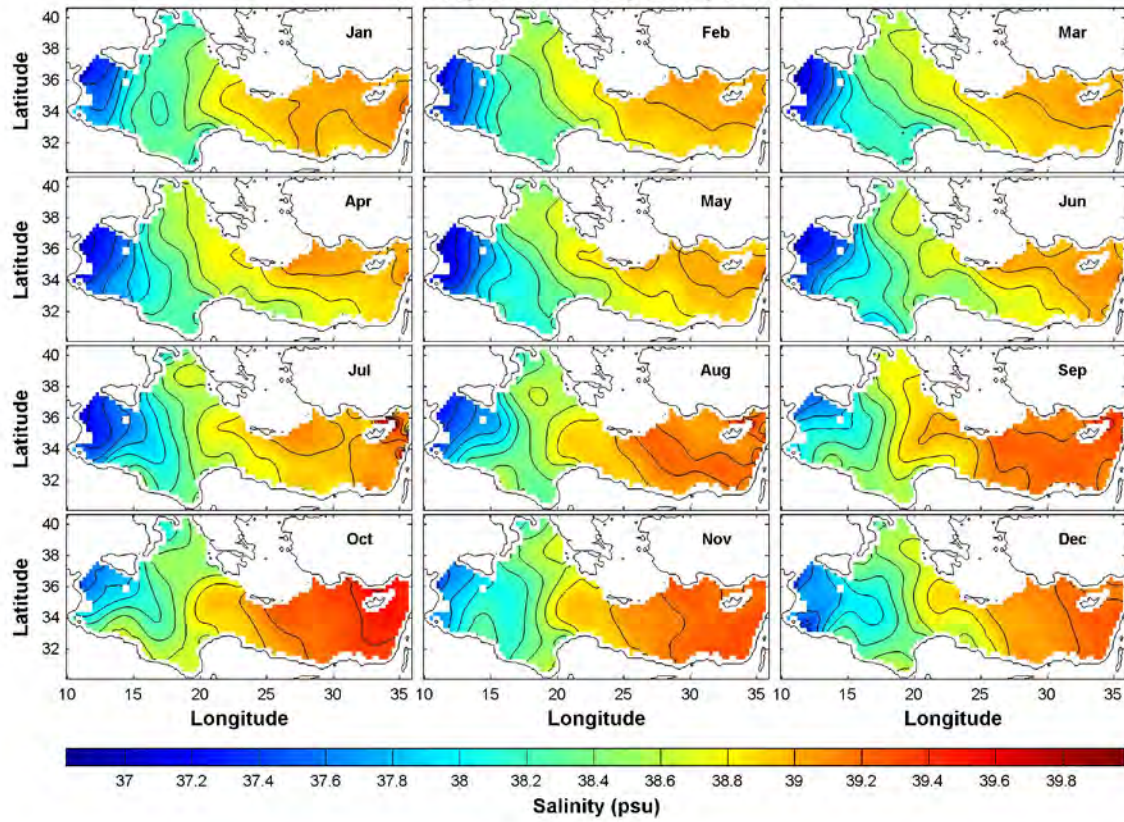 40 38 36 34 32
Latitude
Jan
Feb
Mar
40 38 36 34 32
Latitude
Apr
May
Jun
40 38 36 34 32
Latitude
Jul
Aug
Sep
40 38 36 34 32
Latitude
Oct
Nov
Dec
10 15 20 25 30 35 10 15 20 25 30 35 10 15 20 25 30 35
Longitude Longitude Longitude
37 37.2 37.4 37.6 37.8 38 38.2 38.4 38.6 38.8 39 39.2 39.4 39.6 39.8
Salinity (psu)